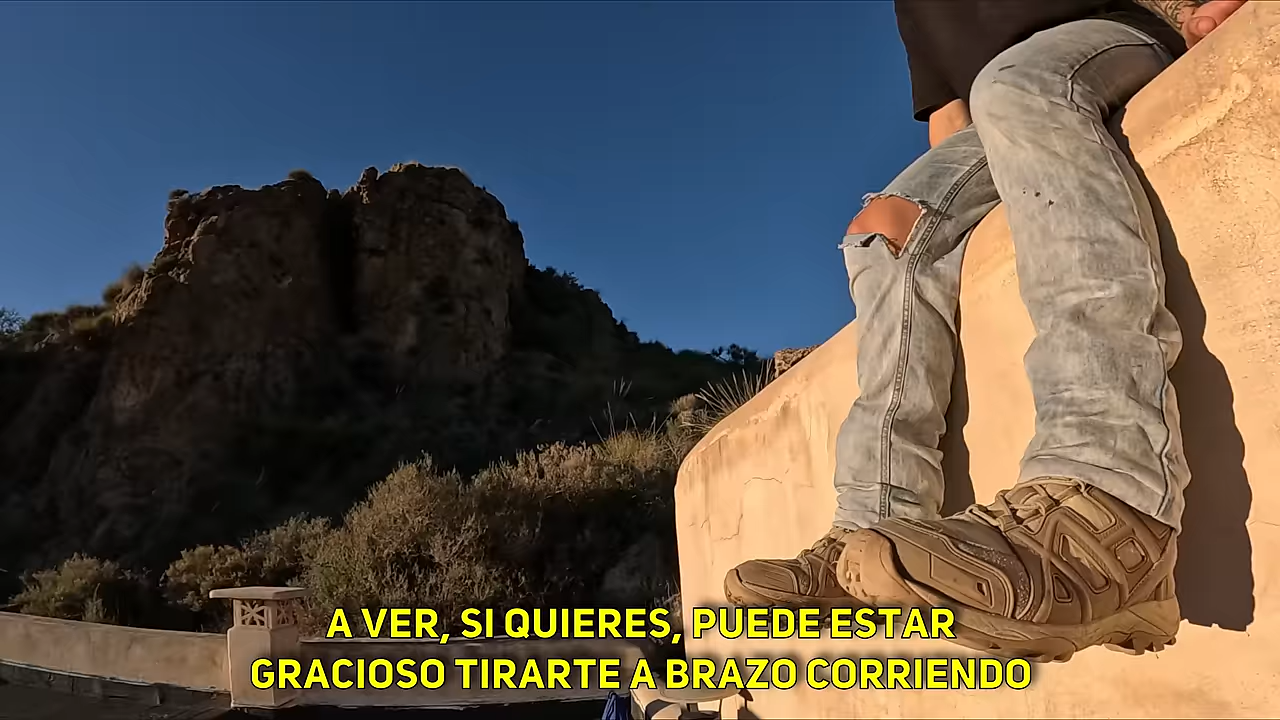 A VER, SI QUIERES, PUEDE ESTAR
GRACIOSO TIRARTE A BRAZO CORRIENDO